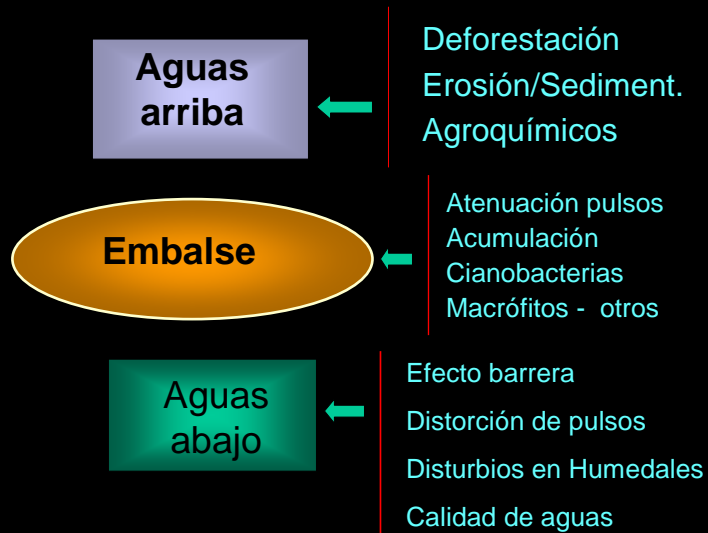 Aguas
arriba
Deforestación
Erosión/Sediment.
Agroquímicos
Embalse
Atenuación pulsos
Acumulación
Cianobacterias
Macrófitos - otros
Aguas
abajo
Efecto barrera
Distorción de pulsos
Disturbios en Humedales
Calidad de aguas